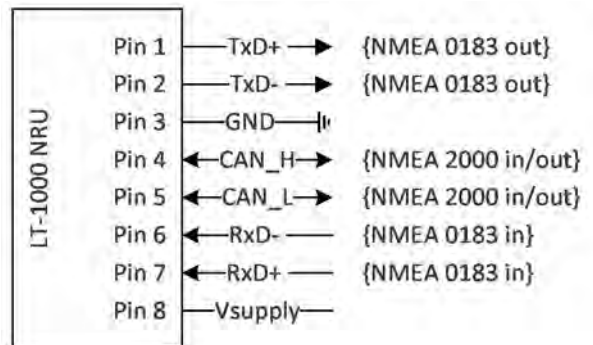 LT-1000 NRU
Pin 1 TxD+ {NMEA 0183 out}
Pin 2 TxD- {NMEA 0183 out}
Pin 3 GND
Pin 4 CAN_H {NMEA 2000 in/out}
Pin 5 CAN_L {NMEA 2000 in/out}
Pin 6 RxD- {NMEA 0183 in}
Pin 7 RxD+ {NMEA 0183 in}
Pin 8 Vsupply